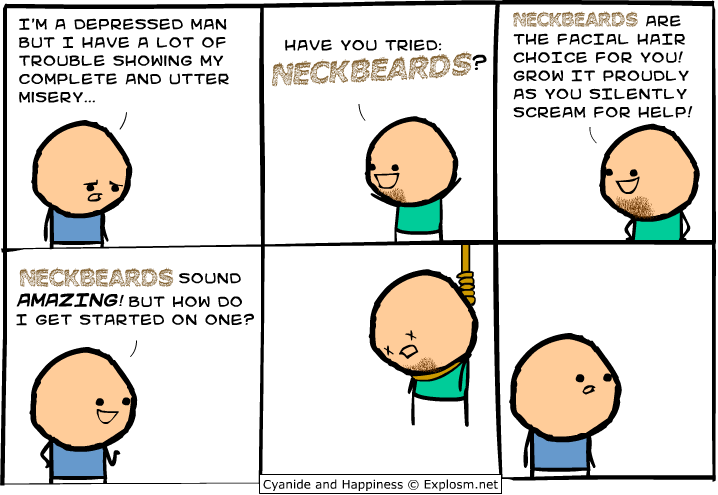 I'M A DEPRESSED MAN
BUT I HAVE A LOT OF
TROUBLE SHOWING MY
COMPLETE AND UTTER
MISERY...
HAVE YOU TRIED:
NECKBEARDS?
NECKBEARDS ARE
THE FACIAL HAIR
CHOICE FOR YOU!
GROW IT PROUDLY
AS YOU SILENTLY
SCREAM FOR HELP!
NECKBEARDS SOUND
AMAZING! BUT HOW DO
I GET STARTED ON ONE?
Cyanide and Happiness © Explosm.net